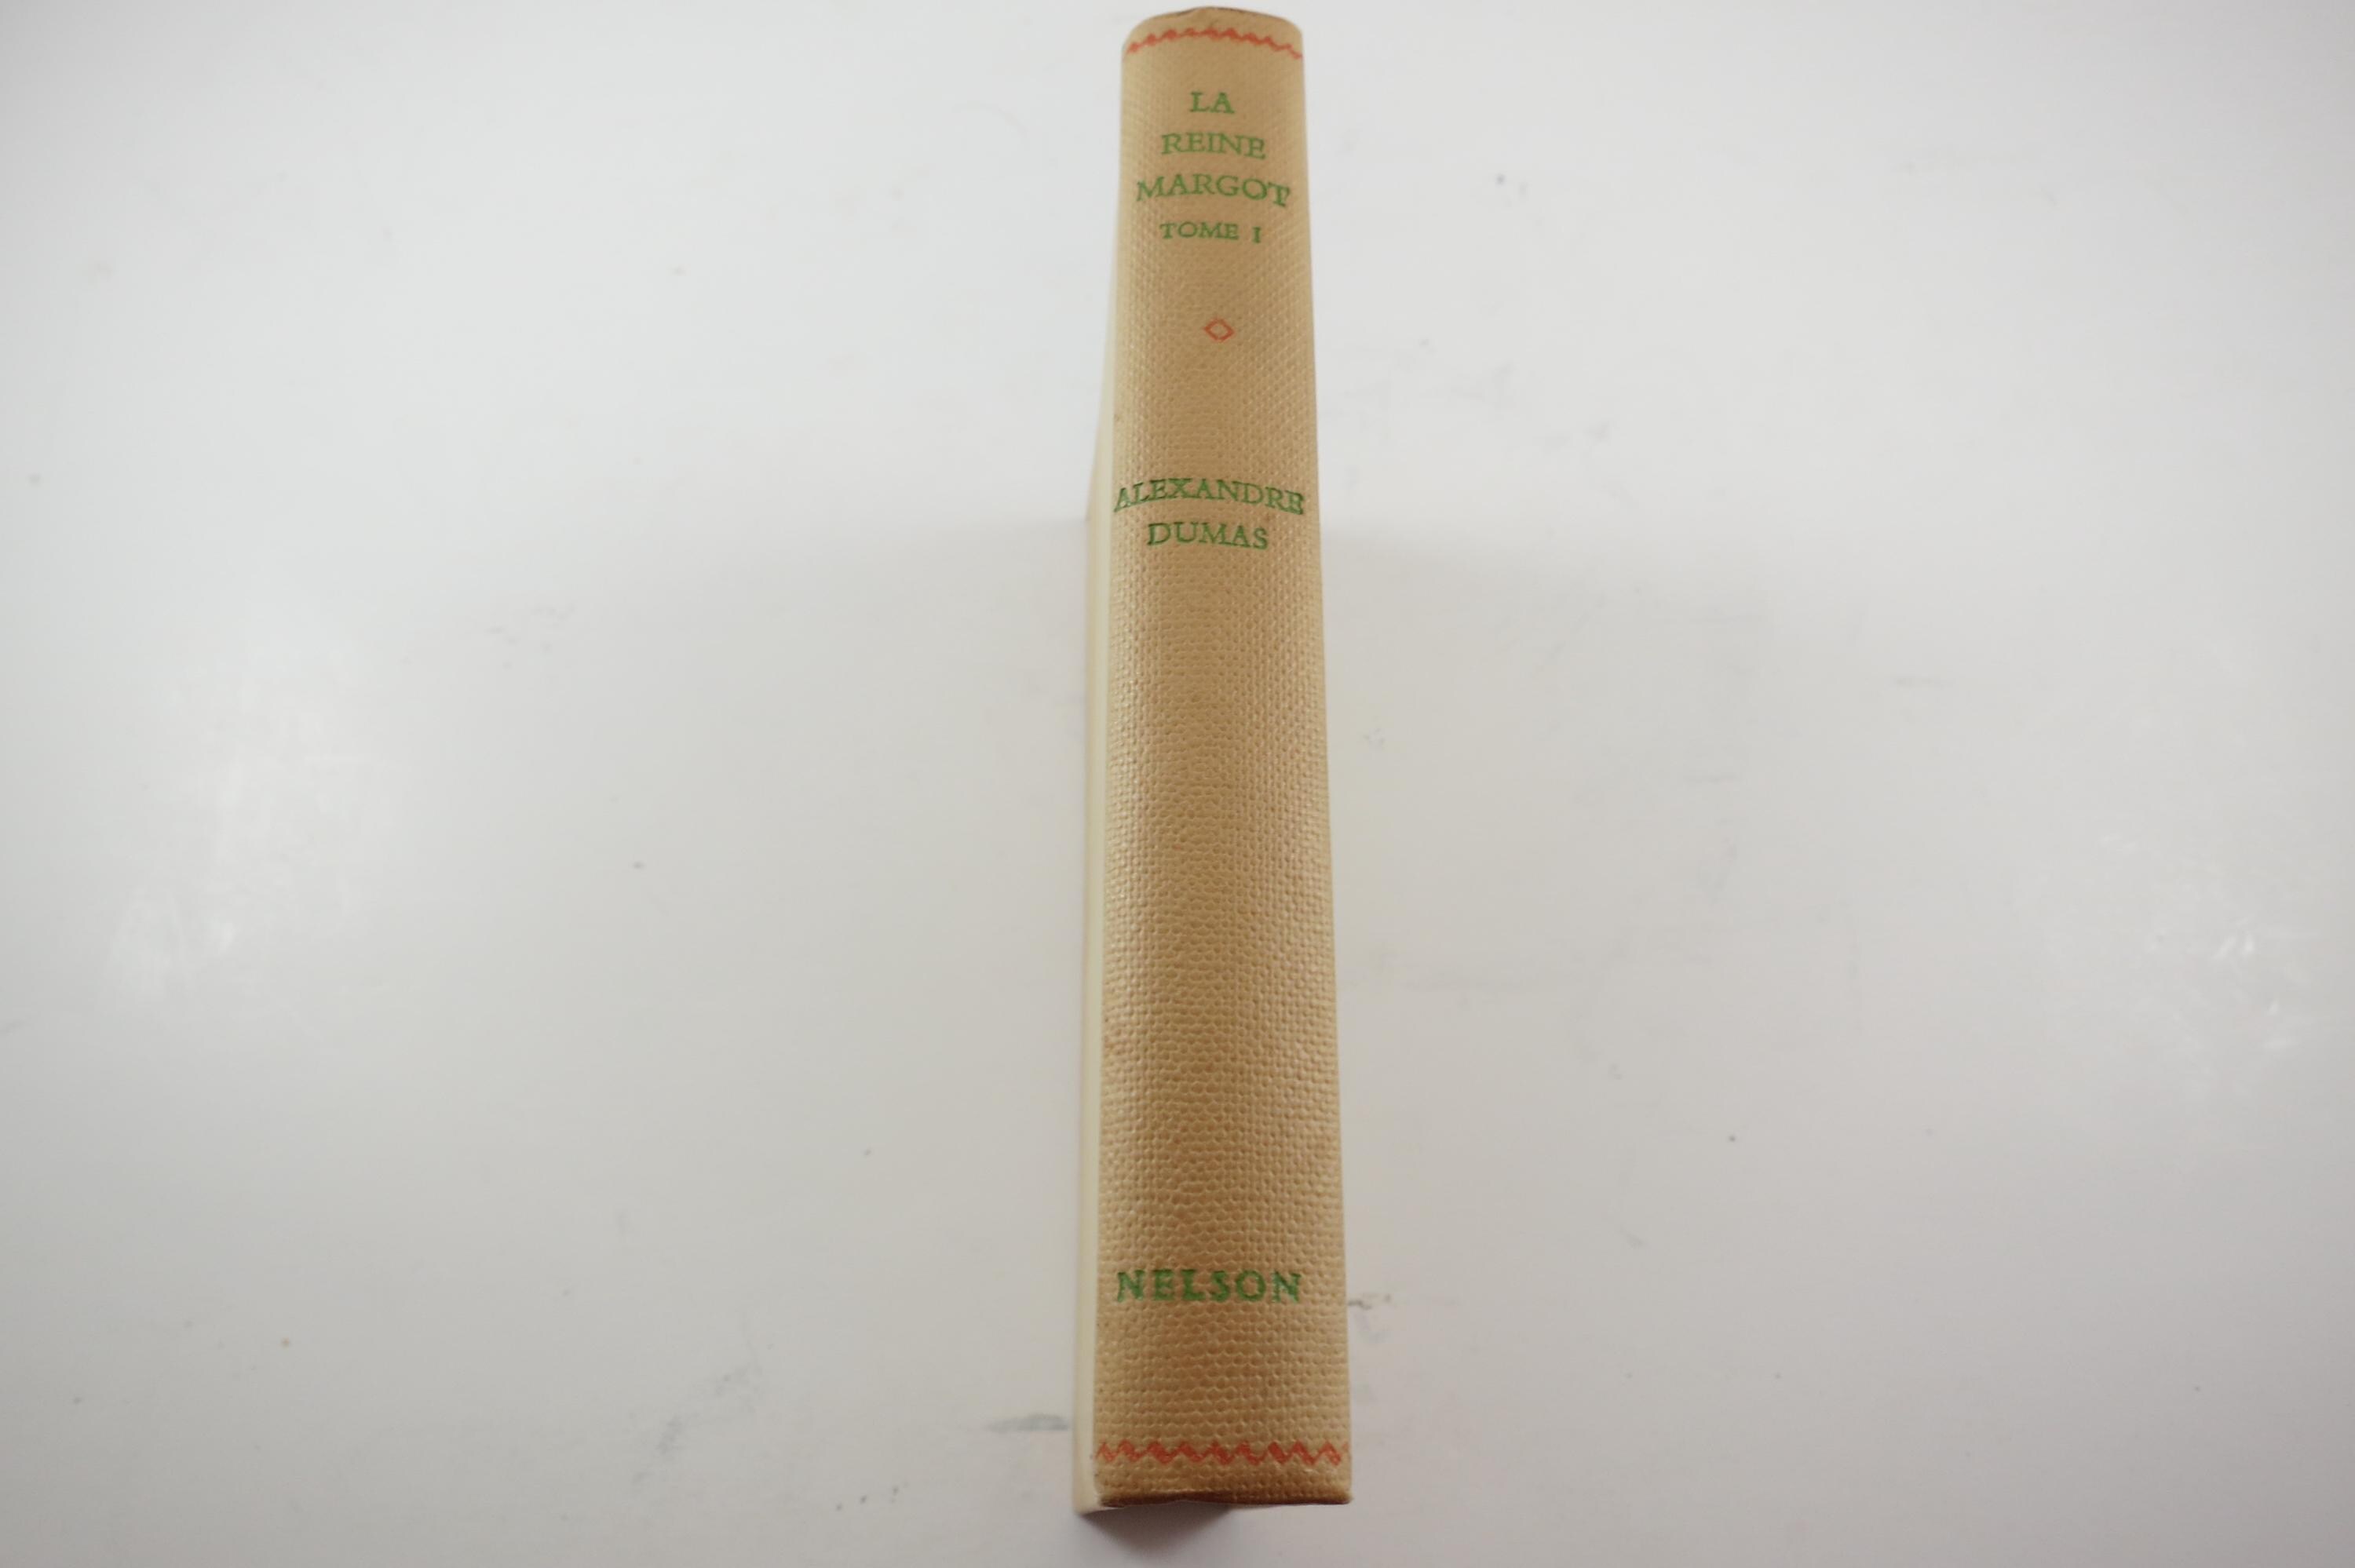 LA
REINE
MARGOT
TOME I
ALEXANDRE
DUMAS
NELSON